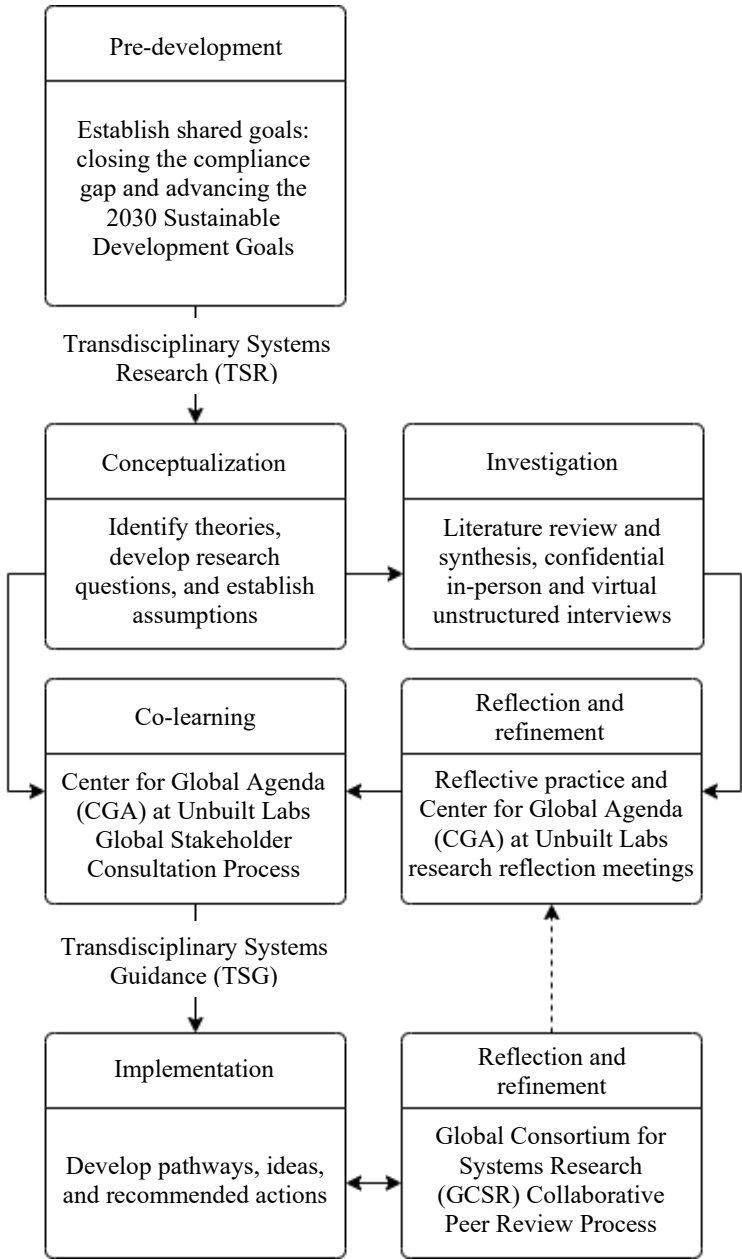 Pre-development
Establish shared goals:
closing the compliance
gap and advancing the
2030 Sustainable
Development Goals
Transdisciplinary Systems
Research (TSR)
Conceptualization
Identify theories,
develop research
questions, and establish
assumptions
Investigation
Literature review and
synthesis, confidential
in-person and virtual
unstructured interviews
Co-learning
Center for Global Agenda
(CGA) at Unbuilt Labs
Global Stakeholder
Consultation Process
Reflection and
refinement
Reflective practice and
Center for Global Agenda
(CGA) at Unbuilt Labs
research reflection meetings
Transdisciplinary Systems
Guidance (TSG)
Implementation
Develop pathways, ideas,
and recommended actions
Reflection and
refinement
Global Consortium for
Systems Research
(GCSR) Collaborative
Peer Review Process